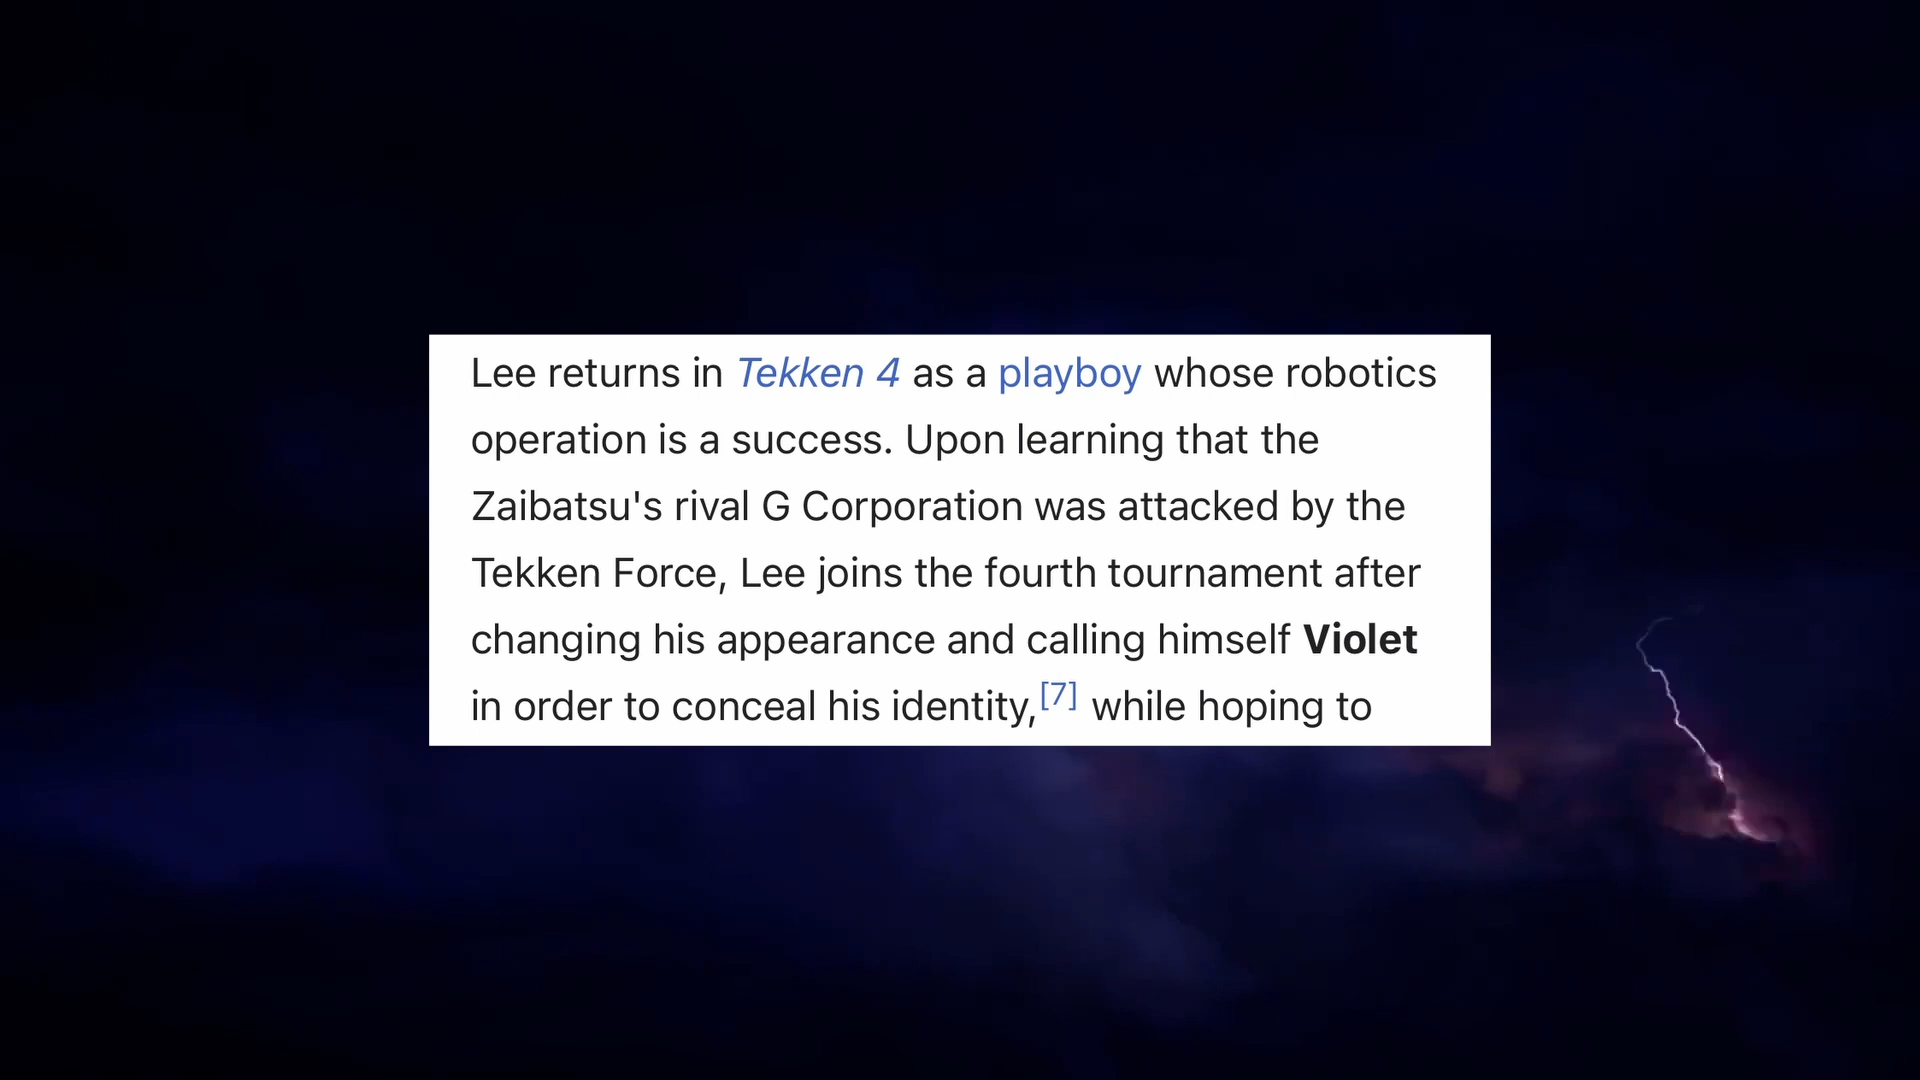 Lee returns in Tekken 4 as a playboy whose robotics
operation is a success. Upon learning that the
Zaibatsu's rival G Corporation was attacked by the
Tekken Force, Lee joins the fourth tournament after
changing his appearance and calling himself Violet
in order to conceal his identity,[7] while hoping to